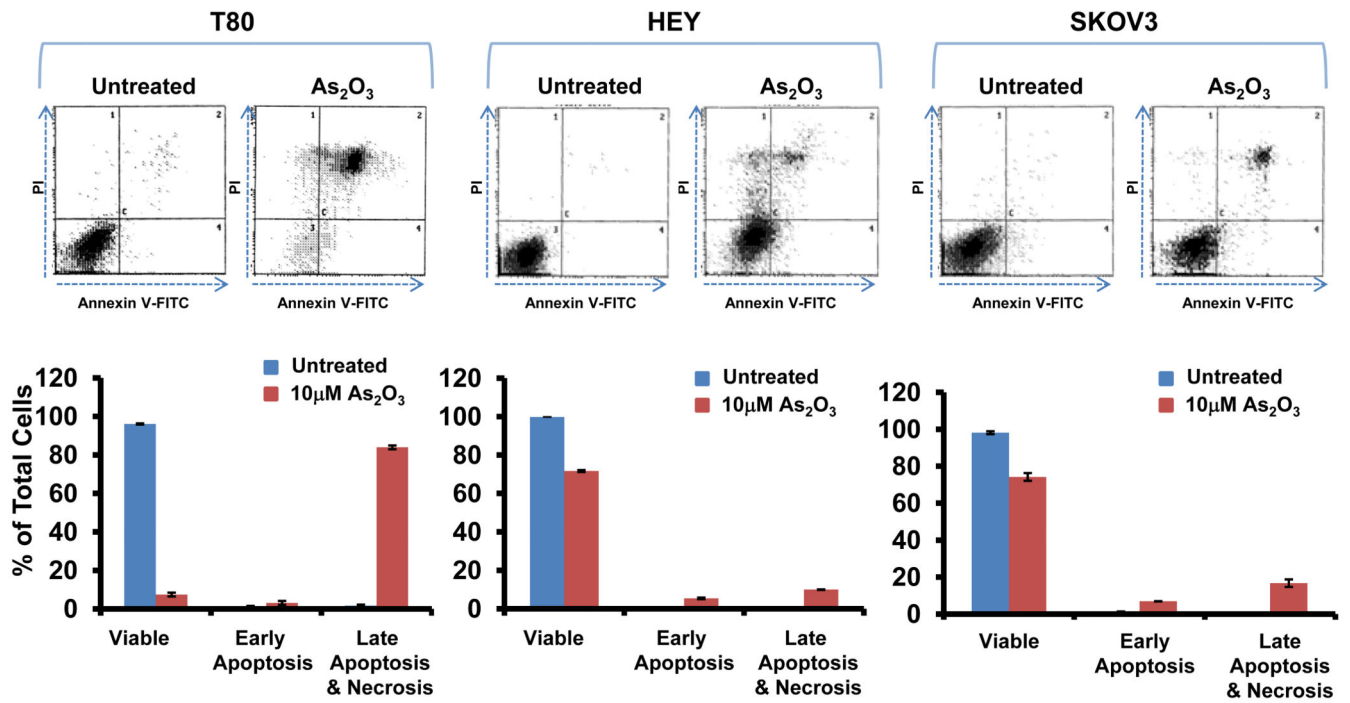 T80
HEY
SKOV3
Untreated
As₂O₃
Untreated
As₂O₃
Untreated
As₂O₃
PI
1
2
C
3
4
Annexin V-FITC
PI
1
2
C
3
4
Annexin V-FITC
PI
1
2
C
3
4
Annexin V-FITC
PI
1
2
C
3
4
Annexin V-FITC
PI
1
2
C
4
Annexin V-FITC
PI
1
2
C
4
Annexin V-FITC
% of Total Cells
120
100
80
60
40
20
0
Untreated
10μM As₂O₃
Viable
Early
Apoptosis
Late
Apoptosis
& Necrosis
120
100
80
60
40
20
0
Untreated
10μM As₂O₃
Viable
Early
Apoptosis
Late
Apoptosis
& Necrosis
120
100
80
60
40
20
0
Untreated
10μM As₂O₃
Viable
Early
Apoptosis
Late
Apoptosis
& Necrosis